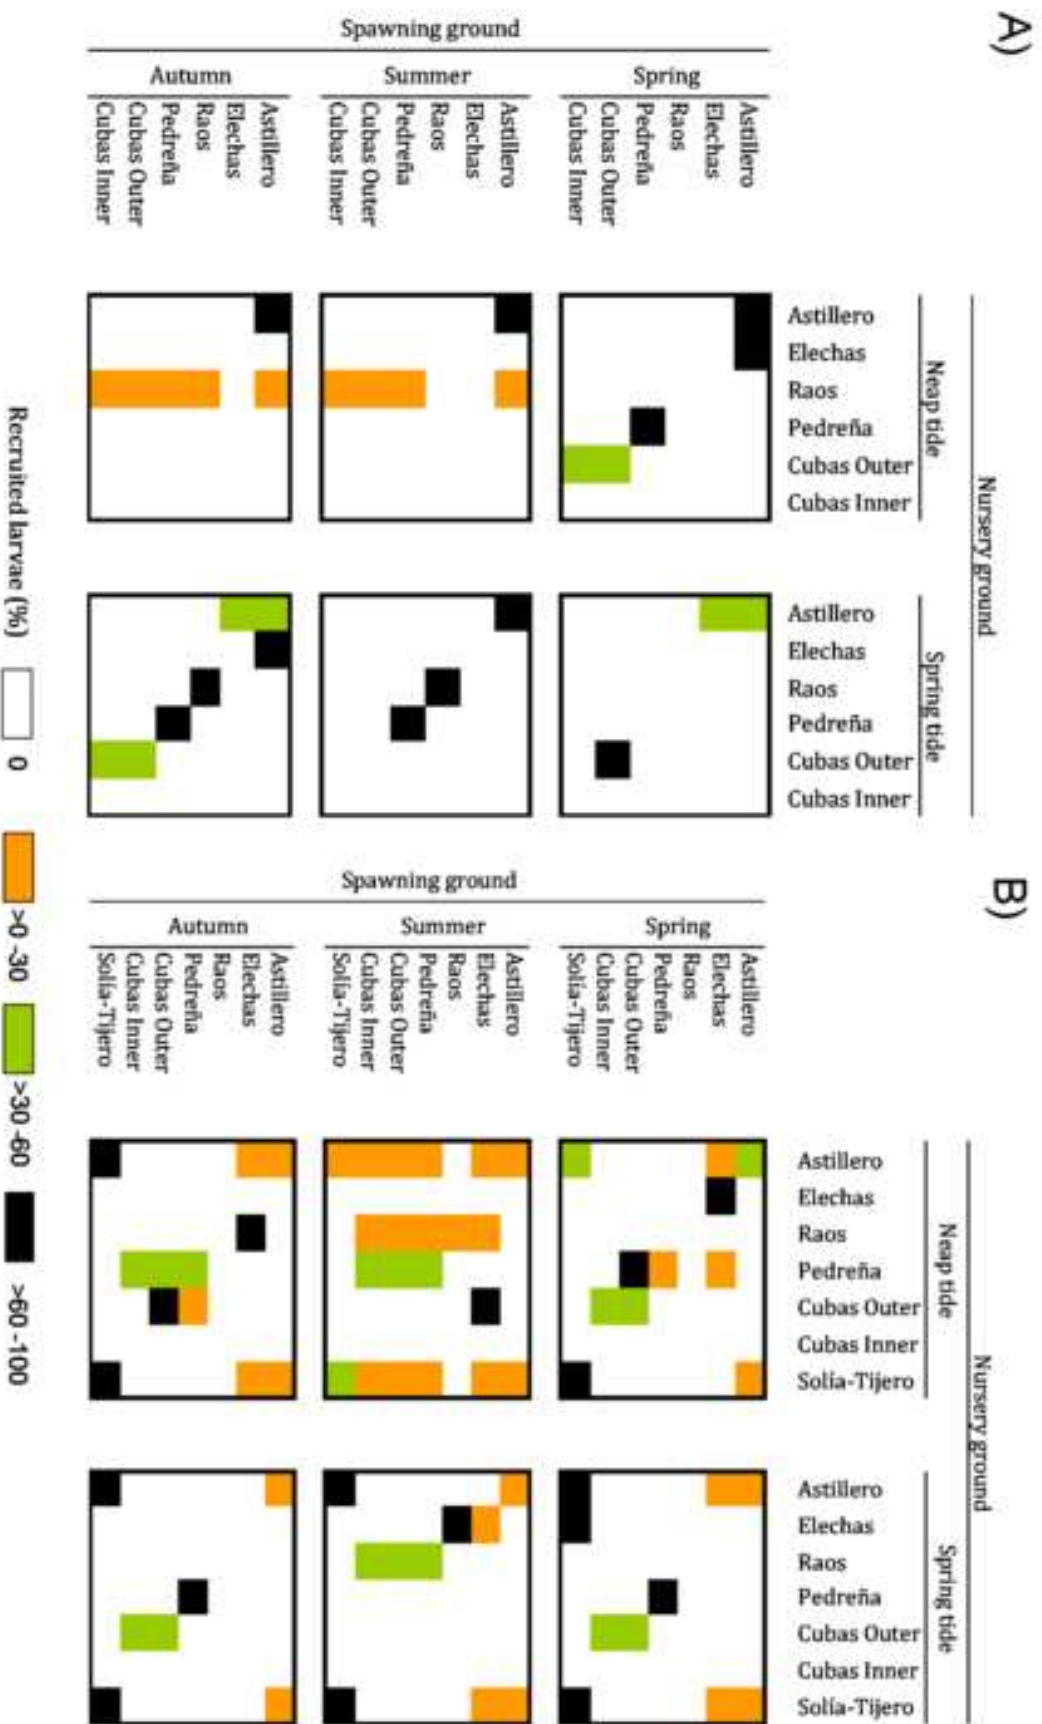 A)
Nursery ground
Neap tide
Spring tide
Astillero
Elechas
Raos
Pedreña
Cubas Outer
Cubas Inner
Astillero
Elechas
Raos
Pedreña
Cubas Outer
Cubas Inner
Spawning ground
Spring
Astillero
Elechas
Raos
Pedreña
Cubas Outer
Cubas Inner
Summer
Astillero
Elechas
Raos
Pedreña
Cubas Outer
Cubas Inner
Autumn
Astillero
Elechas
Raos
Pedreña
Cubas Outer
Cubas Inner
B)
Nursery ground
Neap tide
Spring tide
Astillero
Elechas
Raos
Pedreña
Cubas Outer
Cubas Inner
Solía-Tijero
Astillero
Elechas
Raos
Pedreña
Cubas Outer
Cubas Inner
Solía-Tijero
Spawning ground
Spring
Astillero
Elechas
Raos
Pedreña
Cubas Outer
Cubas Inner
Solía-Tijero
Summer
Astillero
Elechas
Raos
Pedreña
Cubas Outer
Cubas Inner
Solía-Tijero
Autumn
Astillero
Elechas
Raos
Pedreña
Cubas Outer
Cubas Inner
Solía-Tijero
Recruited larvae (%)
0
>0 -30
>30 -60
>60 -100